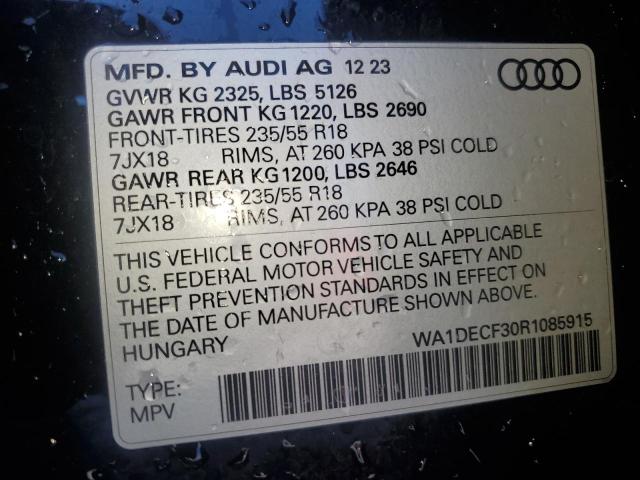 MFD. BY AUDI AG 12 23
GVWR KG 2325, LBS 5126
GAWR FRONT KG 1220, LBS 2690
FRONT-TIRES 235/55 R18
7JX18 RIMS, AT 260 KPA 38 PSI COLD
GAWR REAR KG 1200, LBS 2646
REAR-TIRES 235/55 R18
7JX18 RIMS, AT 260 KPA 38 PSI COLD
THIS VEHICLE CONFORMS TO ALL APPLICABLE
U.S. FEDERAL MOTOR VEHICLE SAFETY AND
THEFT PREVENTION STANDARDS IN EFFECT ON
THE DATE OF MANUFACTURE SHOWN ABOVE.
HUNGARY
WA1DECF30R1085915
TYPE:
MPV